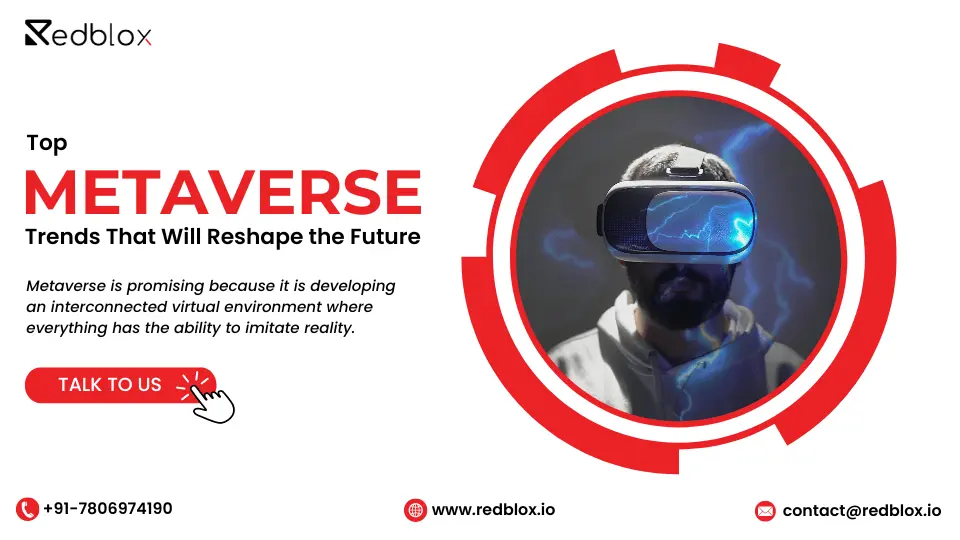 Redblox
Top
METAVERSE
Trends That Will Reshape the Future
Metaverse is promising because it is developing
an interconnected virtual environment where
everything has the ability to imitate reality.
TALK TO US
+91-7806974190
www.redblox.io
contact@redblox.io